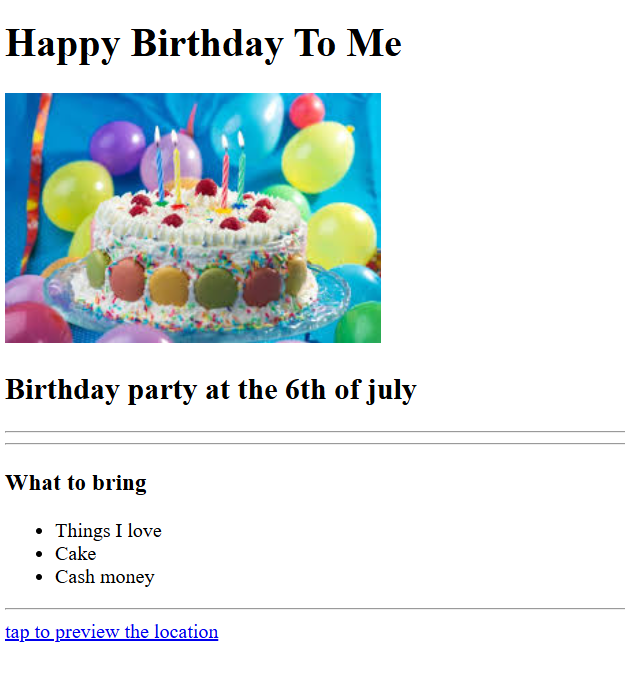 Happy Birthday To Me
Birthday party at the 6th of july
What to bring
Things I love
Cake
Cash money
tap to preview the location